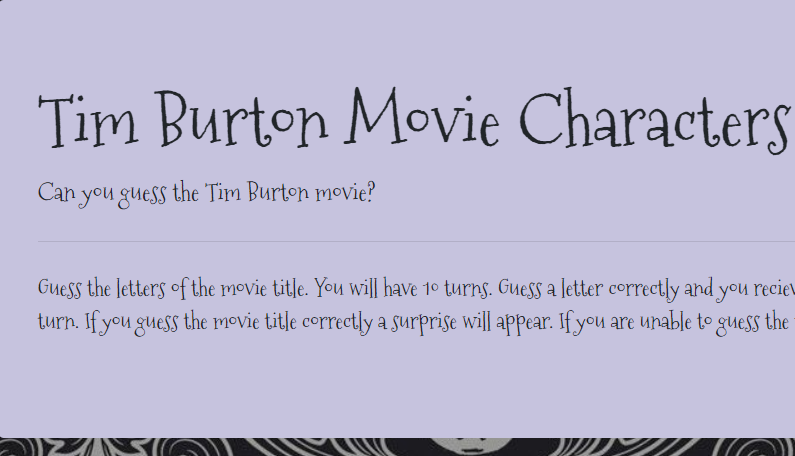 Tim Burton Movie Characters
Can you guess the Tim Burton movie?
Guess the letters of the movie title. You will have 10 turns. Guess a letter correctly and you reciev
turn. If you guess the movie title correctly a surprise will appear. If you are unable to guess the